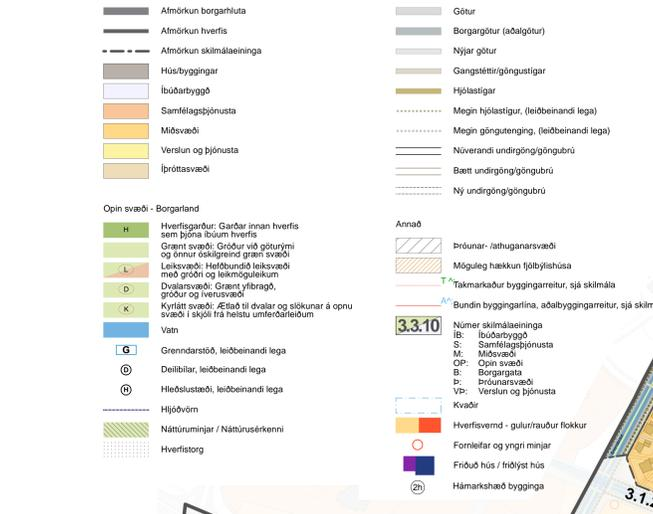 Afmörkun borgarhluta
Afmörkun hverfis
Afmörkun skilmálaeininga
Hús/byggingar
Íbúðarbyggð
Samfélagsþjónusta
Miðsvæði
Verslun og þjónusta
Íþróttasvæði
Opin svæði - Borgarland
H
Hverfisgarður: Garðar innan hverfis
sem þjóna íbúum hverfis
Grænt svæði: Gróður við götur
og önnur óskilgreind græn svæði
L
Leiksvæði: Hefðbundið leiksvæði
með gróðri og leikmöguleikum
D
Dvalarsvæði: Grænt yfirbragð,
gróður og íverusvæði
K
Kyrlátt svæði: Ætlað til dvalar og slökunar á opnu
svæði í skjóli frá helstu umferðarleiðum
Vatn
G
Grenndarstöð, leiðbeinandi lega
D
Deilibílar, leiðbeinandi lega
H
Hleðslustæði, leiðbeinandi lega
Hljóðvörn
Náttúruminjar / Náttúrusérkenni
Hverfistorg
Götur
Borgargötur (aðalgötur)
Nýjar götur
Gangstéttir/göngustígar
Hjólastígar
Megin hjólastígur, (leiðbeinandi lega)
Megin göngutenging, (leiðbeinandi lega)
Núverandi undirgöng/göngubrú
Bætt undirgöng/göngubrú
Ný undirgöng/göngubrú
Annað
Þróunar- /athuganarsvæði
Möguleg hækkun fjölbýlishúsa
T
Takmarkaður byggingarreitur, sjá skilmála
A
Bundin byggingarlína, aðalbyggingarreitur, sjá skilm
3.3.10
Númer skilmálaeininga
ÍB: Íbúðarbyggð
S: Samfélagsþjónusta
M: Miðsvæði
OP: Opin svæði
B: Borgargata
Þ: Þróunarsvæði
VÞ: Verslun og þjónusta
Kvaðir
Hverfisvernd - gulur/rauður flokkur
Fornleifar og yngri minjar
Friðuð hús / friðlýst hús
2h
Hámarkshæð bygginga
3.1.2